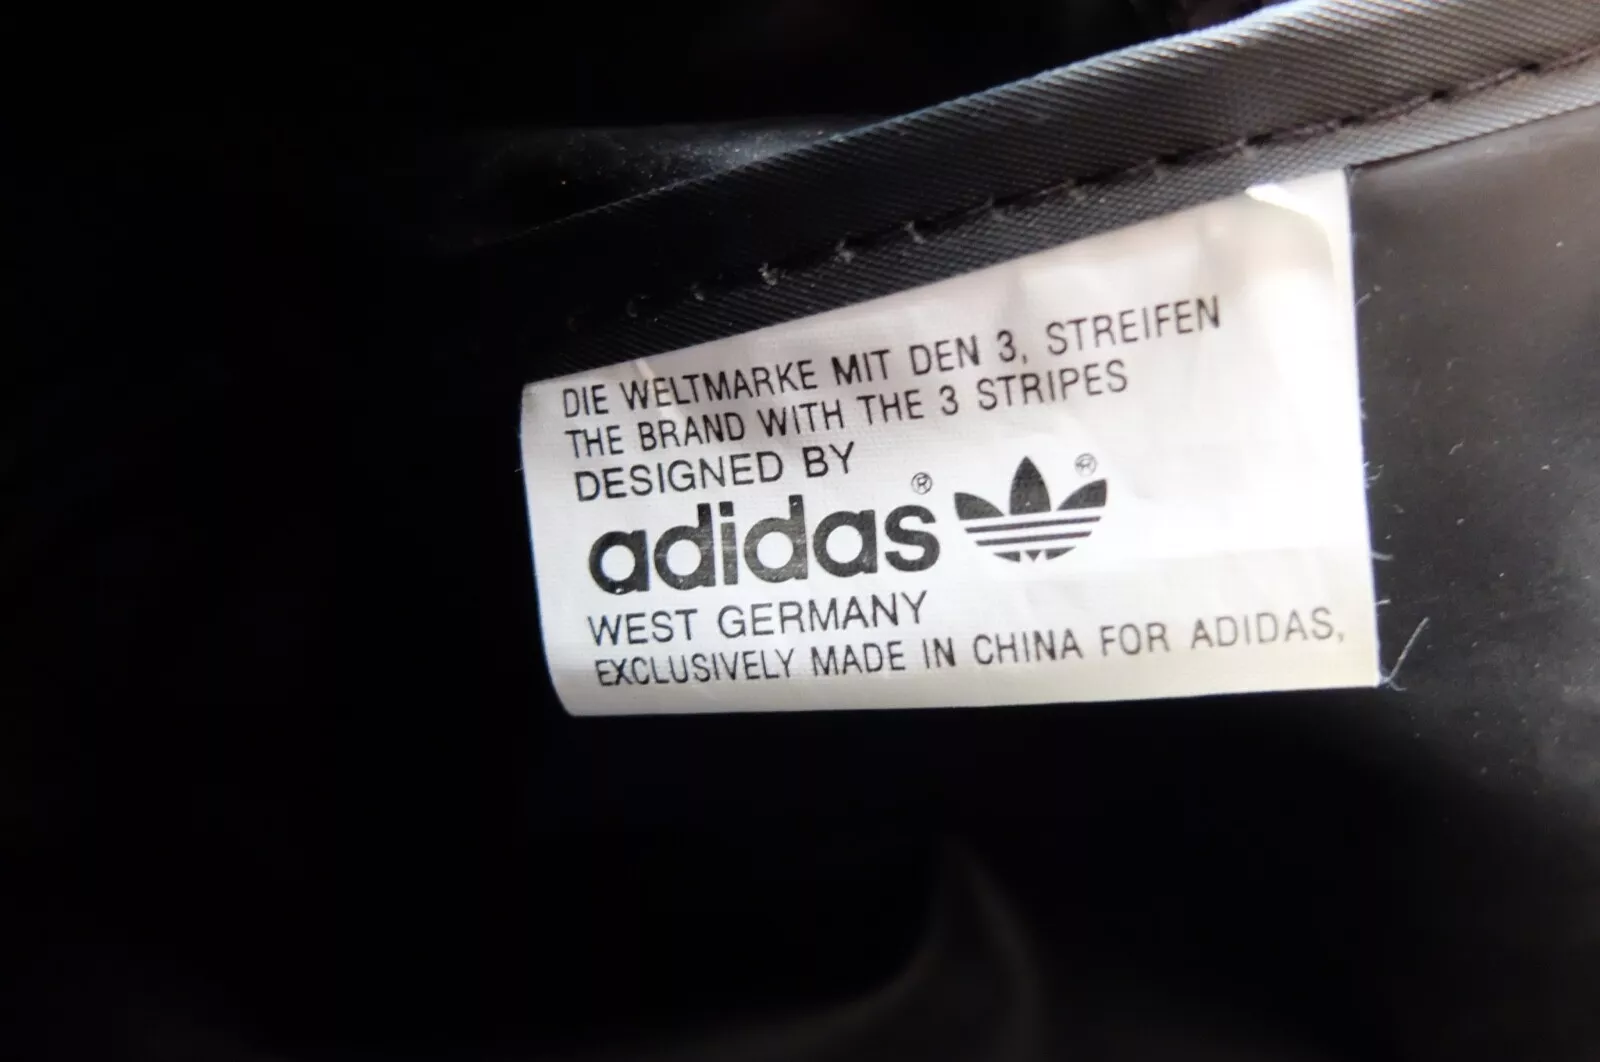 DIE WELTMARKE MIT DEN 3, STREIFEN
THE BRAND WITH THE 3 STRIPES
DESIGNED BY
adidas® ®
WEST GERMANY
EXCLUSIVELY MADE IN CHINA FOR ADIDAS,